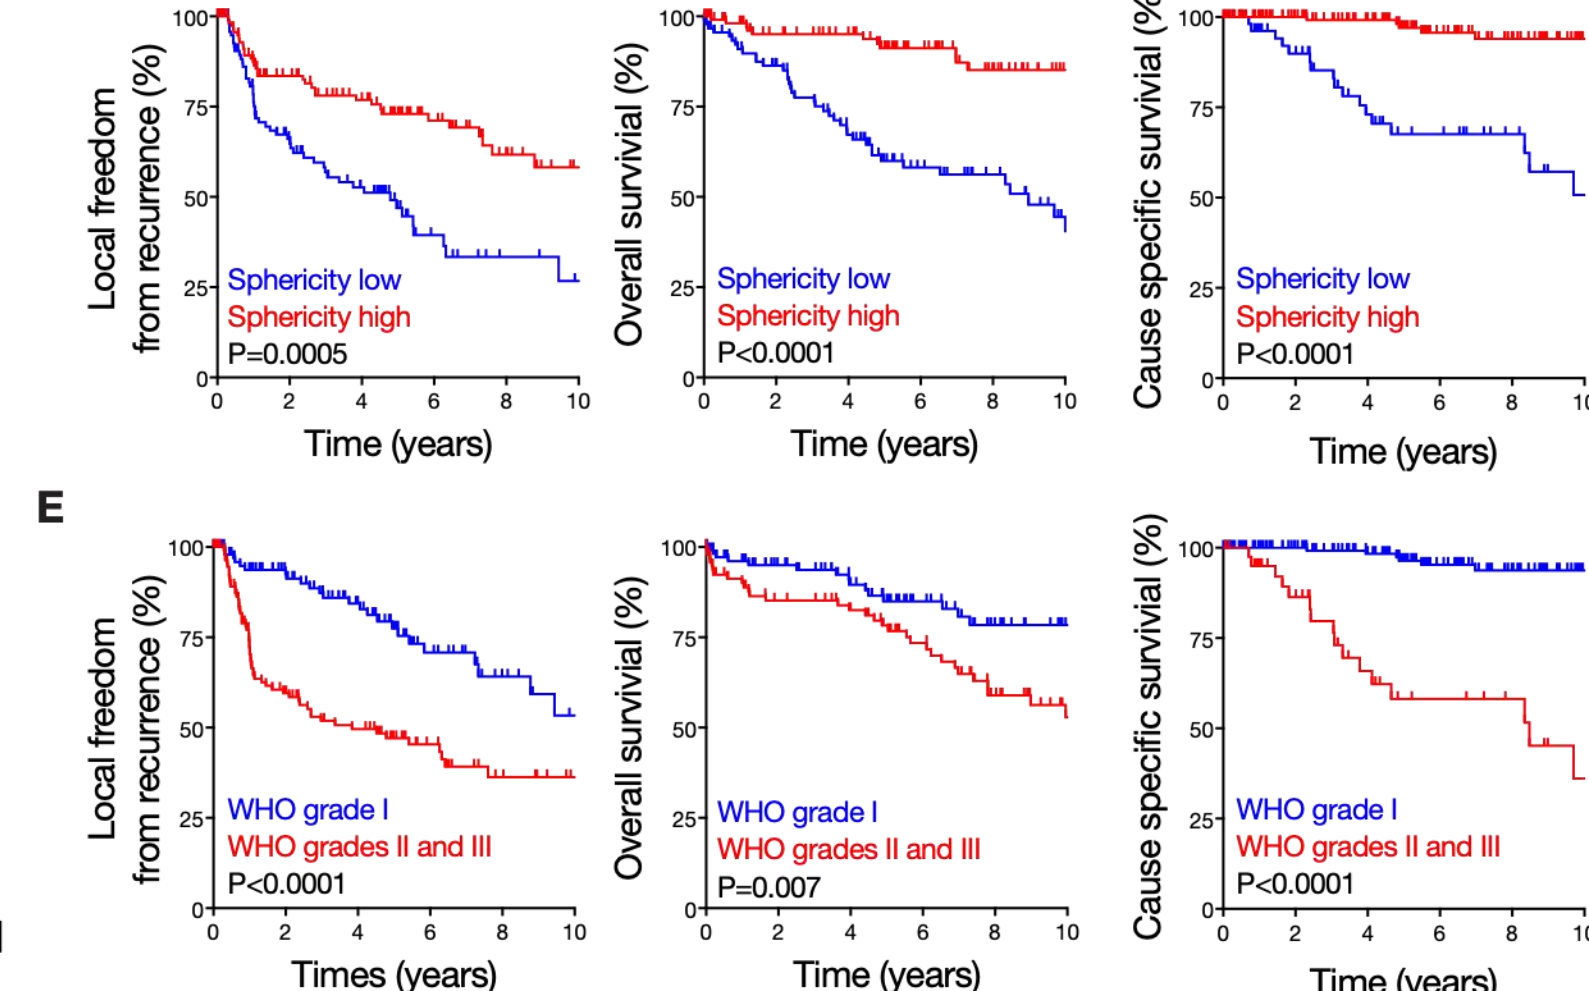 100
75
50
25
0
Local freedom
from recurrence (%)
Sphericity low
Sphericity high
P=0.0005
0 2 4 6 8 10
Time (years)
100
75
50
25
0
Overall survivial (%)
Sphericity low
Sphericity high
P<0.0001
0 2 4 6 8 10
Time (years)
100
75
50
25
0
Cause specific survivial (%)
Sphericity low
Sphericity high
P<0.0001
0 2 4 6 8 10
Time (years)
E
100
75
50
25
0
Local freedom
from recurrence (%)
WHO grade I
WHO grades II and III
P<0.0001
0 2 4 6 8 10
Times (years)
100
75
50
25
0
Overall survivial (%)
WHO grade I
WHO grades II and III
P=0.007
0 2 4 6 8 10
Time (years)
100
75
50
25
0
Cause specific survivial (%)
WHO grade I
WHO grades II and III
P<0.0001
0 2 4 6 8 10
Time (years)